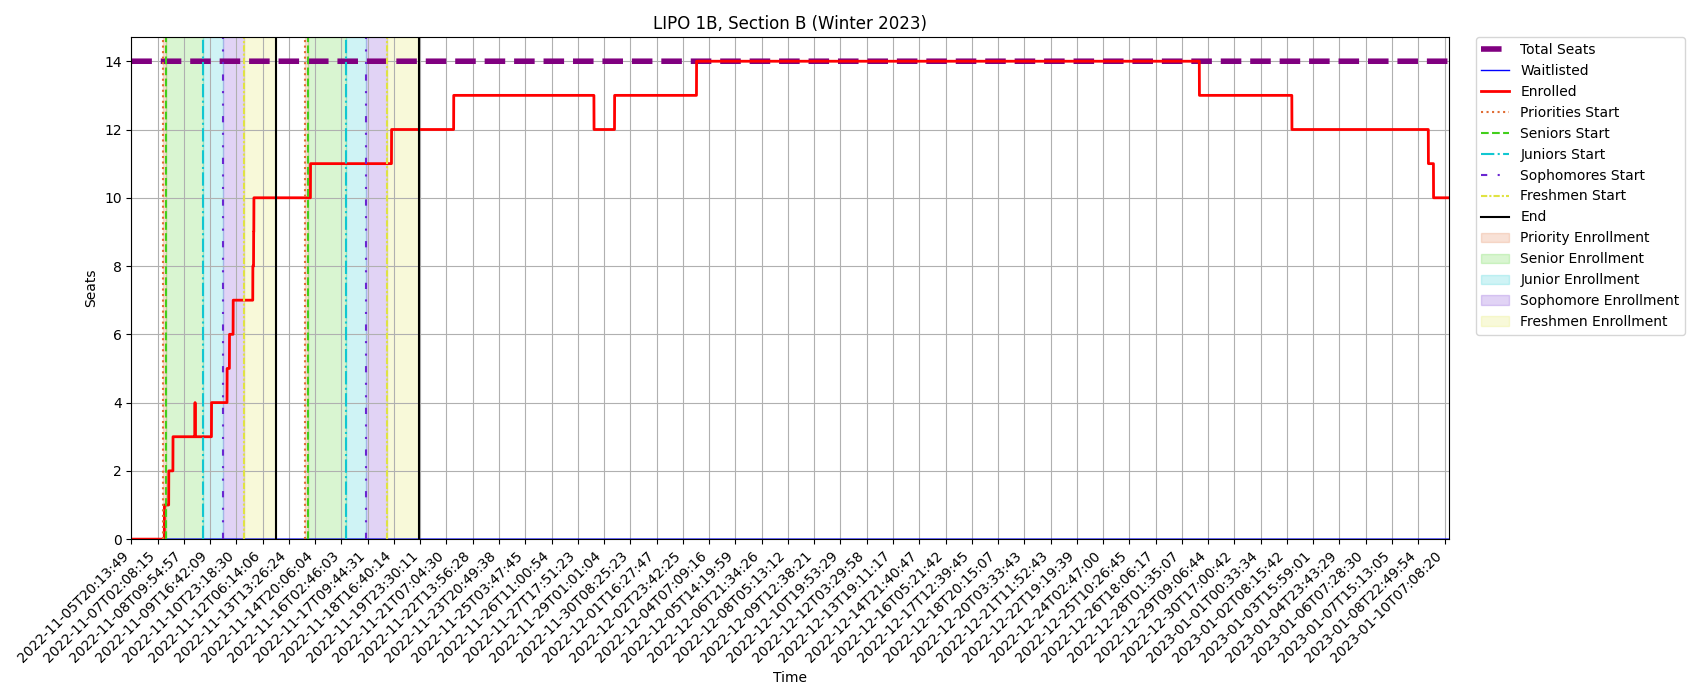 LIPO 1B, Section B (Winter 2023)
Seats
14
12
10
8
6
4
2
0
2022-11-05T20:13:49
2022-11-07T02:08:15
2022-11-08T09:54:57
2022-11-09T16:42:09
2022-11-10T23:18:30
2022-11-12T06:14:06
2022-11-13T13:26:24
2022-11-14T20:06:04
2022-11-16T02:46:03
2022-11-17T09:44:31
2022-11-18T16:40:14
2022-11-19T23:30:11
2022-11-21T07:04:30
2022-11-22T13:56:28
2022-11-23T20:49:38
2022-11-25T03:47:45
2022-11-26T11:00:54
2022-11-27T17:51:23
2022-11-29T01:01:04
2022-11-30T08:25:23
2022-12-01T16:27:47
2022-12-02T23:42:25
2022-12-04T07:09:16
2022-12-05T14:19:59
2022-12-06T21:34:26
2022-12-08T05:13:12
2022-12-09T12:38:21
2022-12-10T19:53:29
2022-12-12T03:29:58
2022-12-13T19:11:17
2022-12-14T21:40:47
2022-12-16T05:21:42
2022-12-17T12:39:45
2022-12-18T20:15:07
2022-12-20T03:33:43
2022-12-21T11:52:43
2022-12-22T19:19:39
2022-12-24T02:47:00
2022-12-25T10:26:45
2022-12-26T18:06:17
2022-12-28T01:35:07
2022-12-29T09:06:44
2022-12-30T17:00:42
2023-01-01T00:33:34
2023-01-02T08:15:42
2023-01-03T15:59:01
2023-01-04T23:43:29
2023-01-06T07:28:30
2023-01-07T15:13:05
2023-01-08T22:49:54
2023-01-10T07:08:20
Time
Total Seats
Waitlisted
Enrolled
Priorities Start
Seniors Start
Juniors Start
Sophomores Start
Freshmen Start
End
Priority Enrollment
Senior Enrollment
Junior Enrollment
Sophomore Enrollment
Freshmen Enrollment